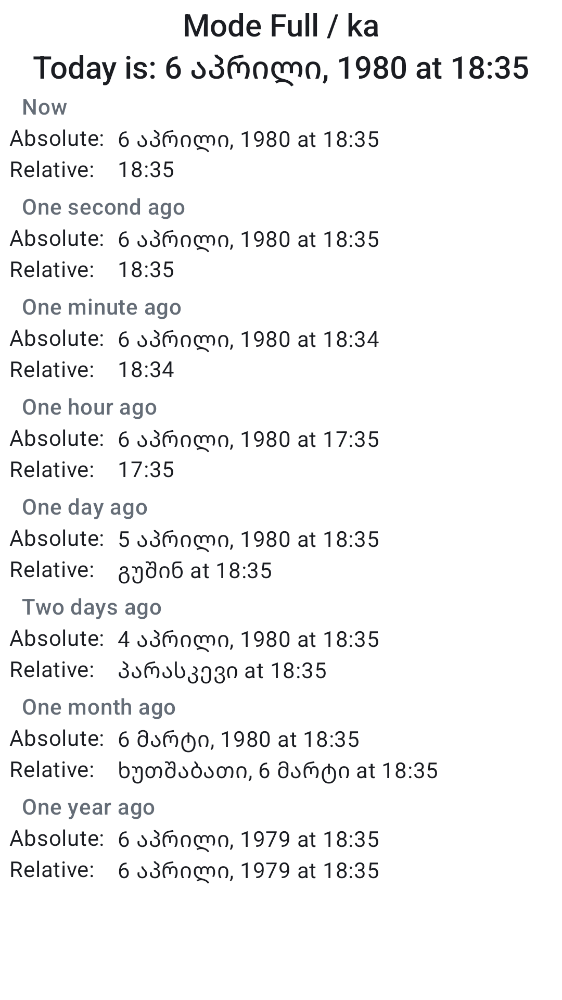 Mode Full / ka
Today is: 6 აპრილი, 1980 at 18:35
Now
Absolute: 6 აპრილი, 1980 at 18:35
Relative: 18:35
One second ago
Absolute: 6 აპრილი, 1980 at 18:35
Relative: 18:35
One minute ago
Absolute: 6 აპრილი, 1980 at 18:34
Relative: 18:34
One hour ago
Absolute: 6 აპრილი, 1980 at 17:35
Relative: 17:35
One day ago
Absolute: 5 აპრილი, 1980 at 18:35
Relative: გუშინ at 18:35
Two days ago
Absolute: 4 აპრილი, 1980 at 18:35
Relative: პარასკევი at 18:35
One month ago
Absolute: 6 მარტი, 1980 at 18:35
Relative: ხუთშაბათი, 6 მარტი at 18:35
One year ago
Absolute: 6 აპრილი, 1979 at 18:35
Relative: 6 აპრილი, 1979 at 18:35